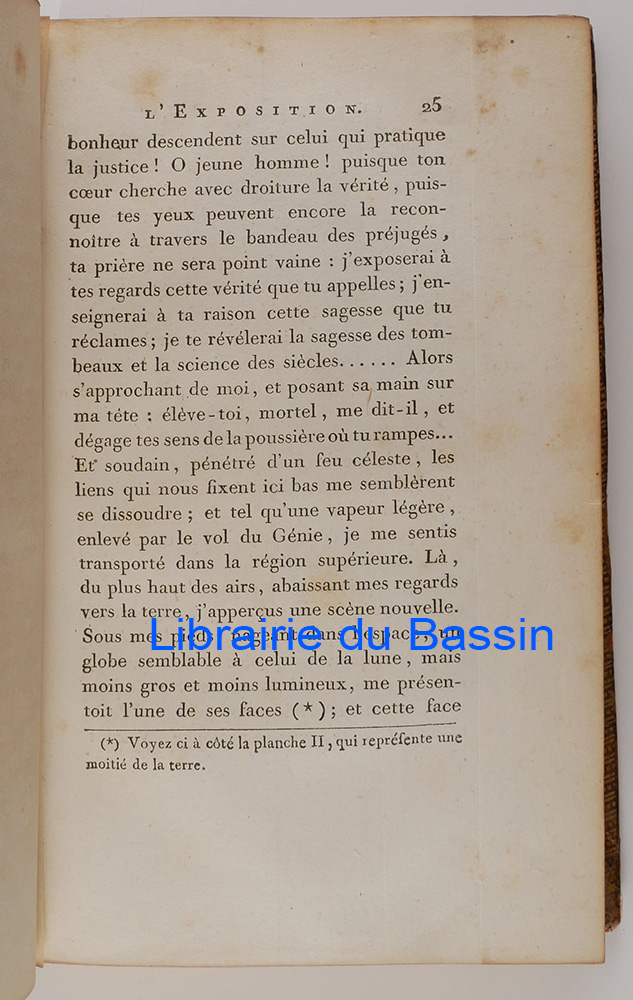 L'EXPOSITION. 25
bonheur descendent sur celui qui pratique
la justice ! O jeune homme ! puisque ton
cœur cherche avec droiture la vérité, puis-
que tes yeux peuvent encore la recon-
noître à travers le bandeau des préjugés,
ta prière ne sera point vaine : j'exposerai à
tes regards cette vérité que tu appelles ; j'en-
seignerai à ta raison cette sagesse que tu
réclames ; je te révélerai la sagesse des tom-
beaux et la science des siècles...... Alors
s'approchant de moi, et posant sa main sur
ma tête : élève-toi, mortel, me dit-il, et
dégage tes sens de la poussière où tu rampes...
Et soudain, pénétré d'un feu céleste, les
liens qui nous fixent ici bas me semblèrent
se dissoudre ; et tel qu'une vapeur légère,
enlevé par le vol du Génie, je me sentis
transporté dans la région supérieure. Là,
du plus haut des airs, abaissant mes regards
vers la terre, j'apperçus une scène nouvelle.
Sous mes pieds, nageant dans l'espace, un
Librairie du Bassin
globe semblable à celui de la lune, mais
moins gros et moins lumineux, me présen-
toit l'une de ses faces (*) ; et cette face
(*) Voyez ci à côté la planche II, qui repréſente une
moitié de la terre.